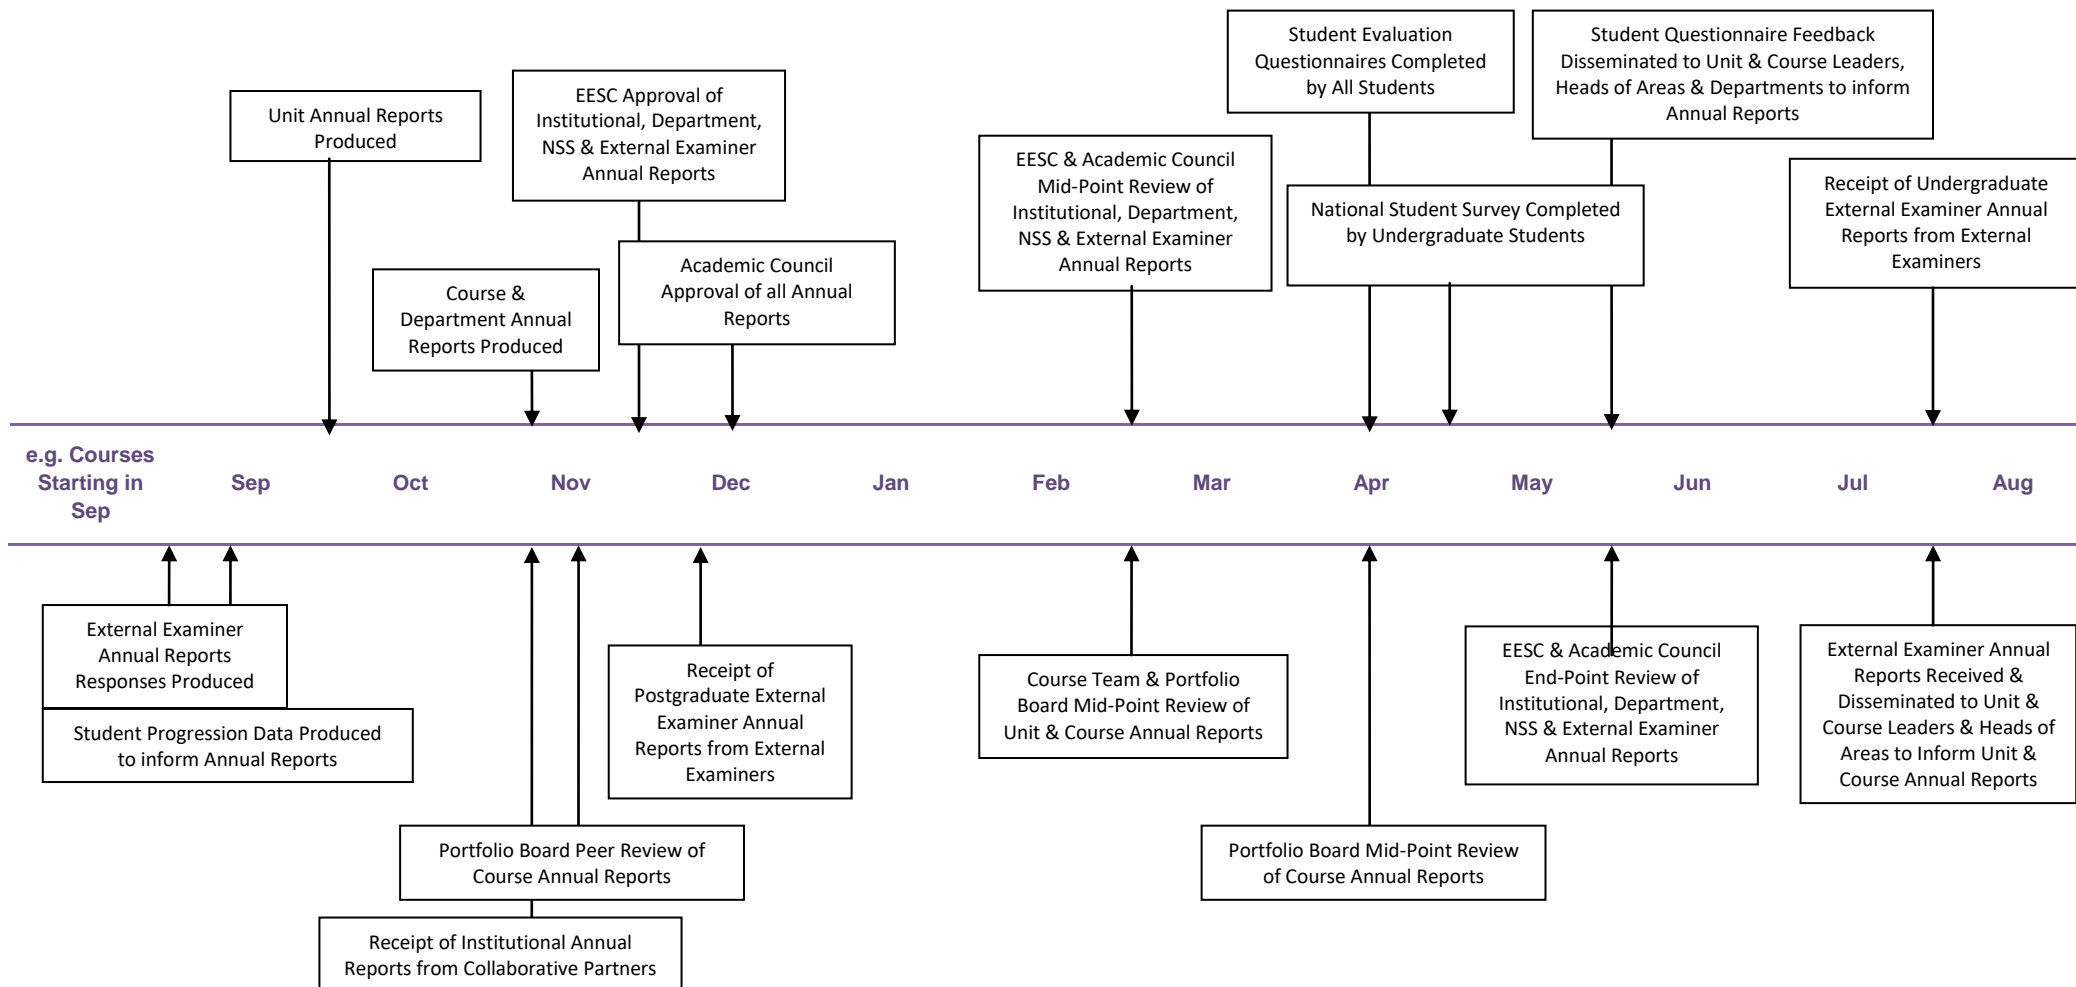 Student Evaluation
Questionnaires Completed
by All Students
Student Questionnaire Feedback
Disseminated to Unit & Course Leaders,
Heads of Areas & Departments to inform
Annual Reports
Unit Annual Reports
Produced
EESC Approval of
Institutional, Department,
NSS & External Examiner
Annual Reports
EESC & Academic Council
Mid-Point Review of
Institutional, Department,
NSS & External Examiner
Annual Reports
National Student Survey Completed
by Undergraduate Students
Receipt of Undergraduate
External Examiner Annual
Reports from External
Examiners
Course &
Department Annual
Reports Produced
Academic Council
Approval of all Annual
Reports
e.g. Courses
Starting in
Sep
Sep
Oct
Nov
Dec
Jan
Feb
Mar
Apr
May
Jun
Jul
Aug
External Examiner
Annual Reports
Responses Produced
Student Progression Data Produced
to inform Annual Reports
Receipt of
Postgraduate External
Examiner Annual
Reports from External
Examiners
Course Team & Portfolio
Board Mid-Point Review of
Unit & Course Annual Reports
EESC & Academic Council
End-Point Review of
Institutional, Department,
NSS & External Examiner
Annual Reports
External Examiner Annual
Reports Received &
Disseminated to Unit &
Course Leaders & Heads of
Areas to Inform Unit &
Course Annual Reports
Portfolio Board Peer Review of
Course Annual Reports
Portfolio Board Mid-Point Review
of Course Annual Reports
Receipt of Institutional Annual
Reports from Collaborative Partners